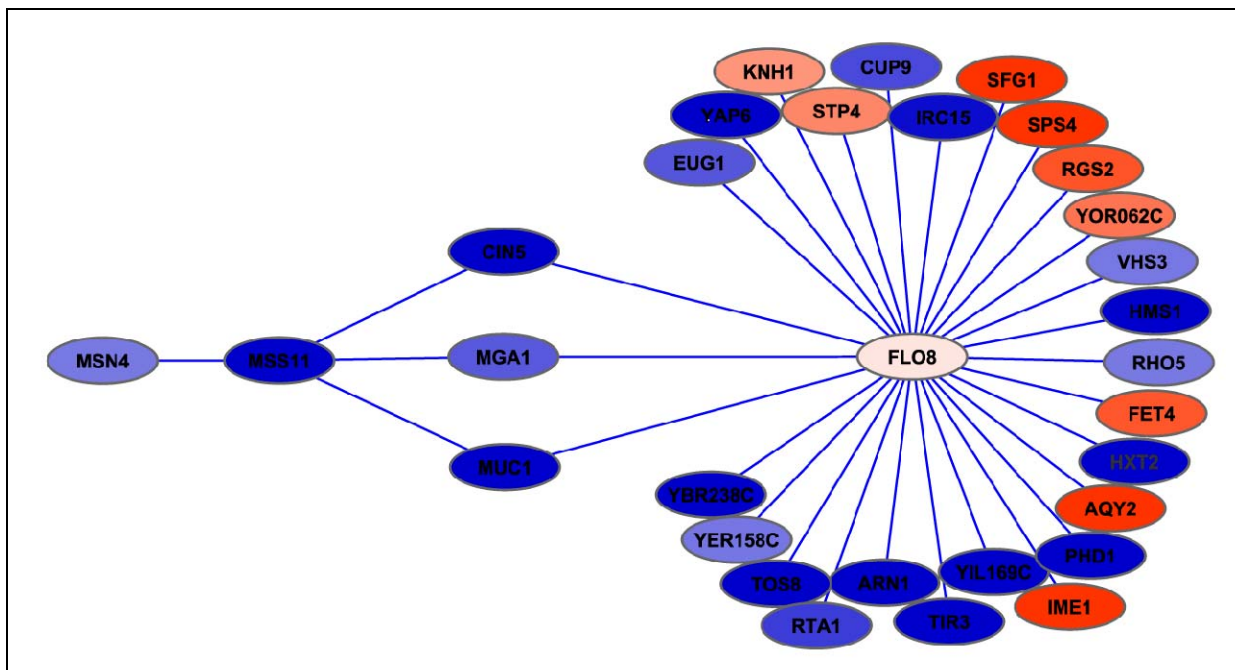 CUP9
KNH1
SFG1
YAP6
STP4
IRC15
SPS4
EUG1
RGS2
YOR062C
CIN5
VHS3
HMS1
MSN4
MSS11
MGA1
FLO8
RHO5
FET4
MUC1
HXT2
YBR238C
AQY2
YER158C
PHD1
TOS8
ARN1
YIL169C
IME1
RTA1
TIR3